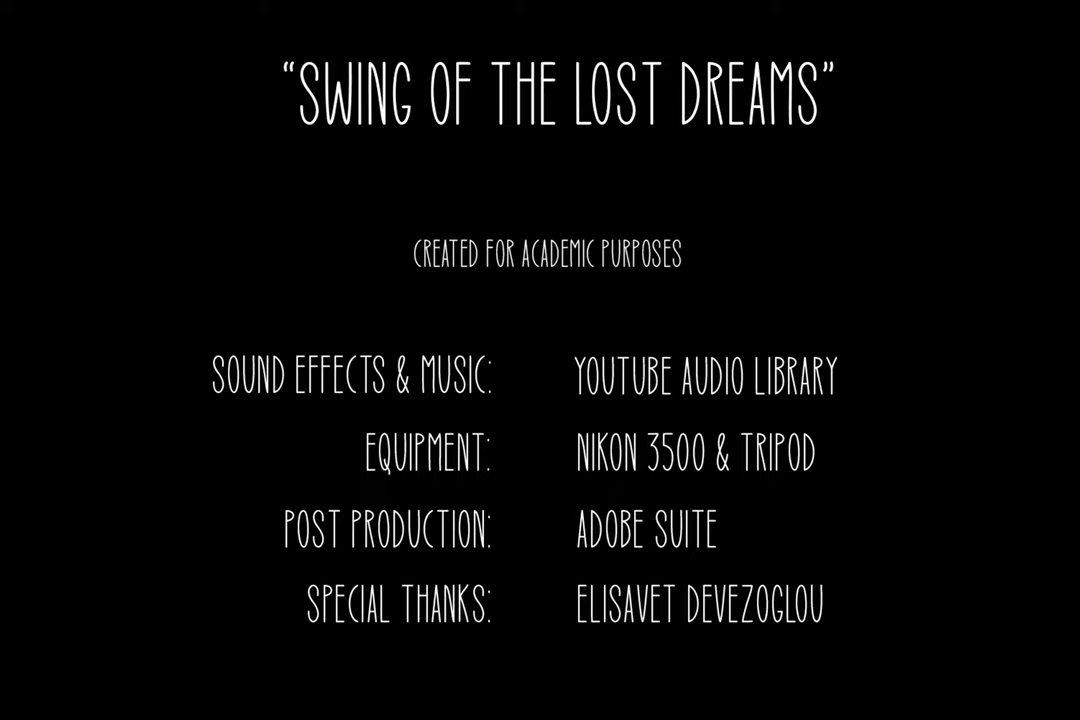 “SWING OF THE LOST DREAMS”
CREATED FOR ACADEMIC PURPOSES
SOUND EFFECTS & MUSIC: YOUTUBE AUDIO LIBRARY
EQUIPMENT: NIKON 3500 & TRIPOD
POST PRODUCTION: ADOBE SUITE
SPECIAL THANKS: ELISAVET DEVEZOGLOU